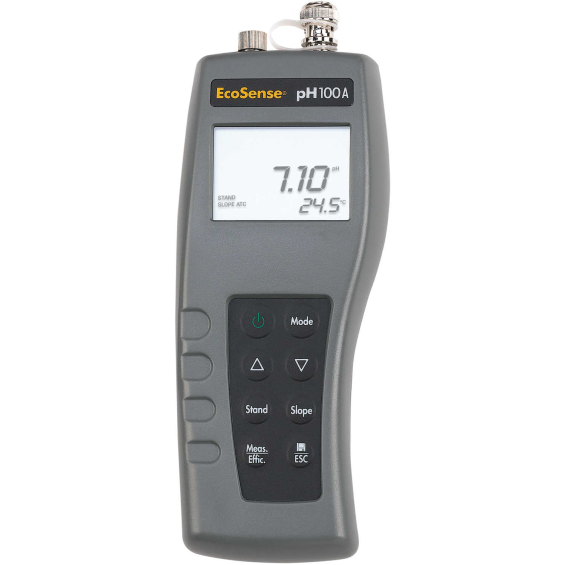 EcoSense® pH100A
7.10 pH
STAND
SLOPE ATC
24.5 °C
Mode
Stand
Slope
Meas.
Effic.
ESC